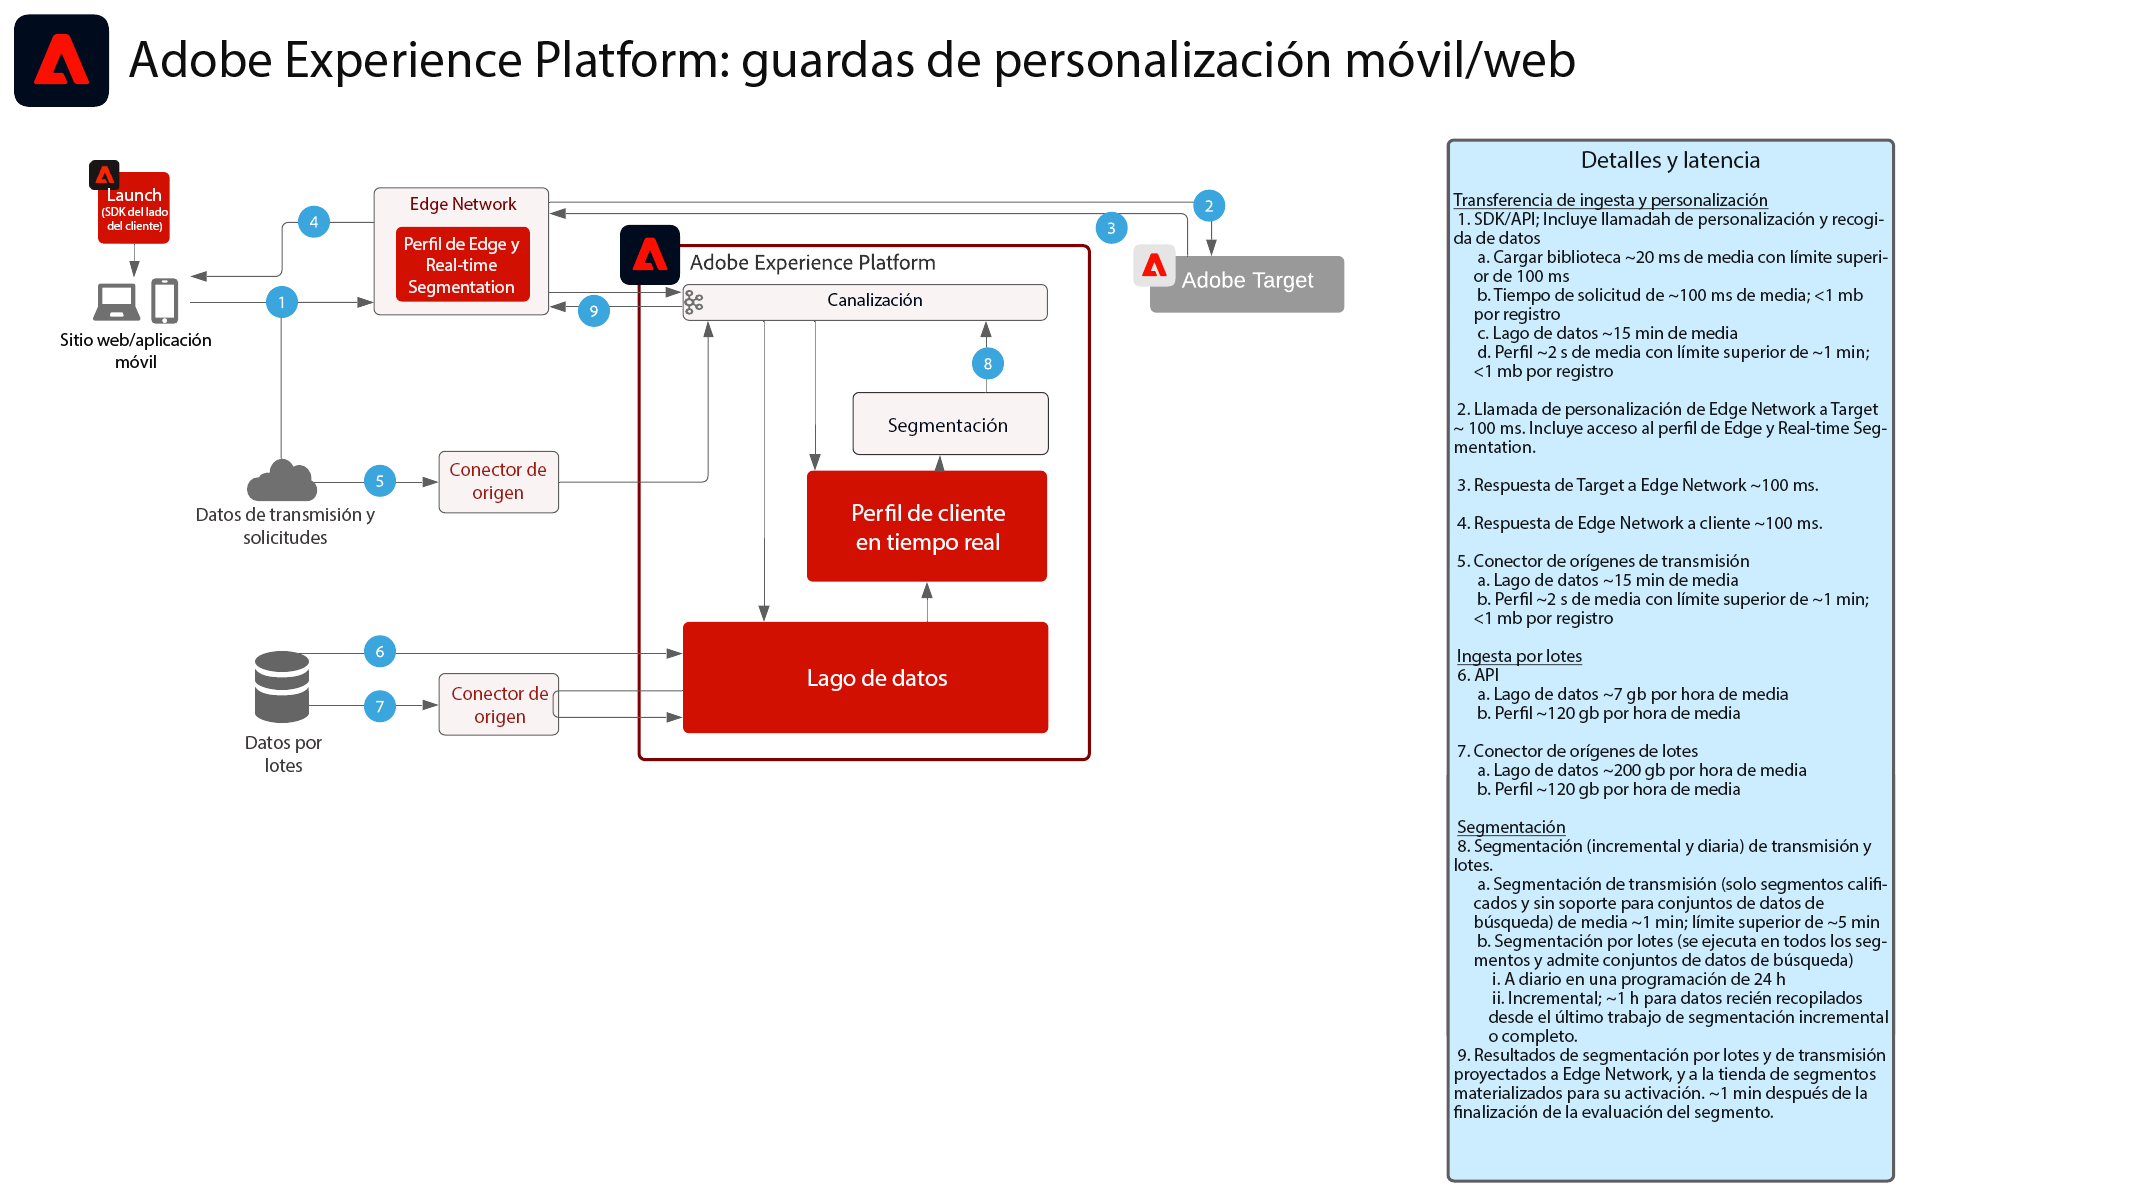 Adobe Experience Platform: guardas de personalización móvil/web
Launch
(SDK del lado
del cliente)
Sitio web/aplicación
móvil
4
1
Edge Network
Perfil de Edge y
Real-time
Segmentation
2
3
Adobe Target
Adobe Experience Platform
Canalización
9
8
Segmentación
Perfil de cliente
en tiempo real
Lago de datos
Datos de transmisión y
solicitudes
5
Conector de
origen
6
7
Conector de
origen
Datos por
lotes
Detalles y latencia
Transferencia de ingesta y personalización
1. SDK/API; Incluye llamadah de personalización y recogi-
da de datos
a. Cargar biblioteca ~20 ms de media con límite superi-
or de 100 ms
b. Tiempo de solicitud de ~100 ms de media; <1 mb
por registro
c. Lago de datos ~15 min de media
d. Perfil ~2 s de media con límite superior de ~1 min;
<1 mb por registro
2. Llamada de personalización de Edge Network a Target
~ 100 ms. Incluye acceso al perfil de Edge y Real-time Seg-
mentation.
3. Respuesta de Target a Edge Network ~100 ms.
4. Respuesta de Edge Network a cliente ~100 ms.
5. Conector de orígenes de transmisión
a. Lago de datos ~15 min de media
b. Perfil ~2 s de media con límite superior de ~1 min;
<1 mb por registro
Ingesta por lotes
6. API
a. Lago de datos ~7 gb por hora de media
b. Perfil ~120 gb por hora de media
7. Conector de orígenes de lotes
a. Lago de datos ~200 gb por hora de media
b. Perfil ~120 gb por hora de media
Segmentación
8. Segmentación (incremental y diaria) de transmisión y
lotes.
a. Segmentación de transmisión (solo segmentos califi-
cados y sin soporte para conjuntos de datos de
búsqueda) de media ~1 min; límite superior de ~5 min
b. Segmentación por lotes (se ejecuta en todos los seg-
mentos y admite conjuntos de datos de búsqueda)
i. A diario en una programación de 24 h
ii. Incremental; ~1 h para datos recién recopilados
desde el último trabajo de segmentación incremental
o completo.
9. Resultados de segmentación por lotes y de transmisión
proyectados a Edge Network, y a la tienda de segmentos
materializados para su activación. ~1 min después de la
finalización de la evaluación del segmento.